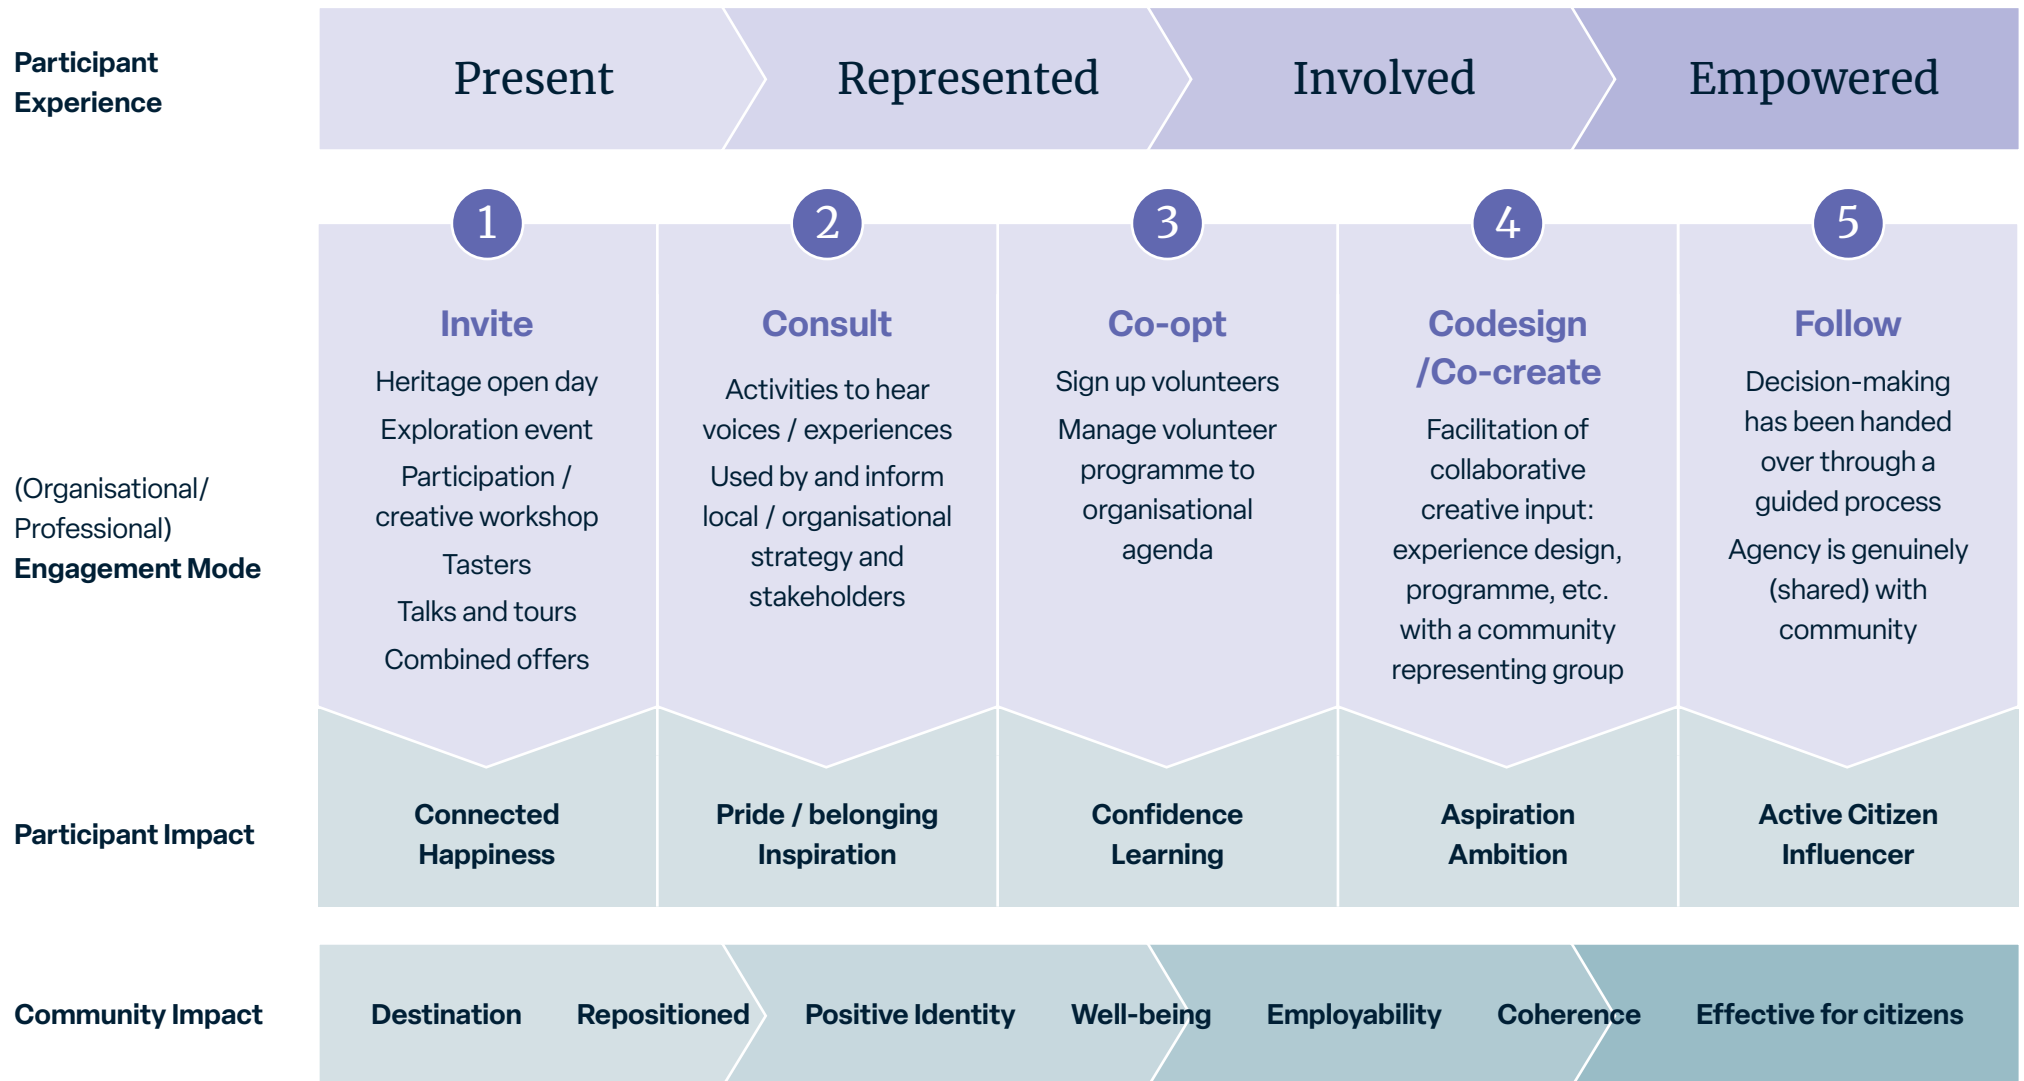 Participant
Experience
Present
Represented
Involved
Empowered
1
2
3
4
5
(Organisational/
Professional)
Engagement Mode
Invite
Heritage open day
Exploration event
Participation /
creative workshop
Tasters
Talks and tours
Combined offers
Consult
Activities to hear
voices / experiences
Used by and inform
local / organisational
strategy and
stakeholders
Co-opt
Sign up volunteers
Manage volunteer
programme to
organisational
agenda
Codesign
/Co-create
Facilitation of
collaborative
creative input:
experience design,
programme, etc.
with a community
representing group
Follow
Decision-making
has been handed
over through a
guided process
Agency is genuinely
(shared) with
community
Participant Impact
Connected
Happiness
Pride / belonging
Inspiration
Confidence
Learning
Aspiration
Ambition
Active Citizen
Influencer
Community Impact
Destination
Repositioned
Positive Identity
Well-being
Employability
Coherence
Effective for citizens